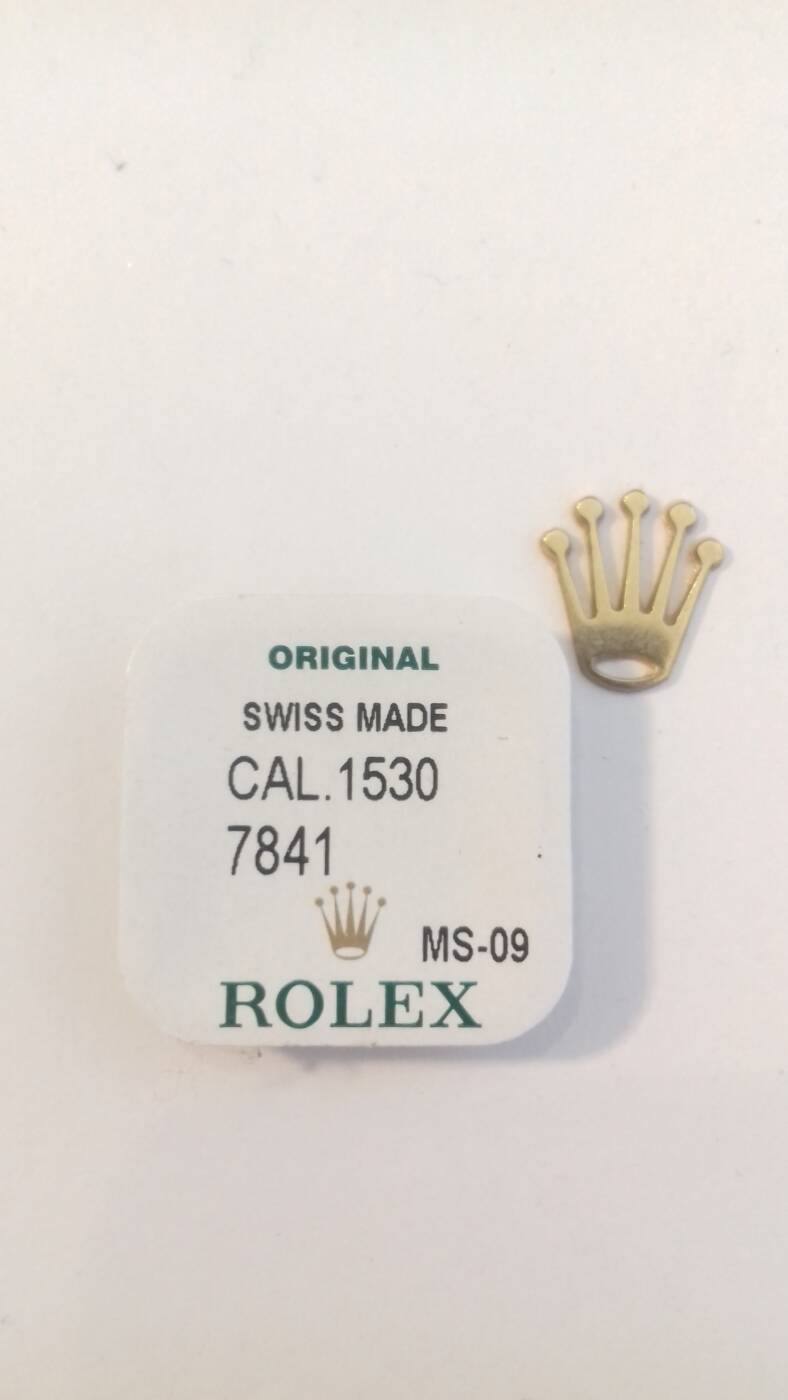 ORIGINAL
SWISS MADE
CAL.1530
7841
MS-09
ROLEX